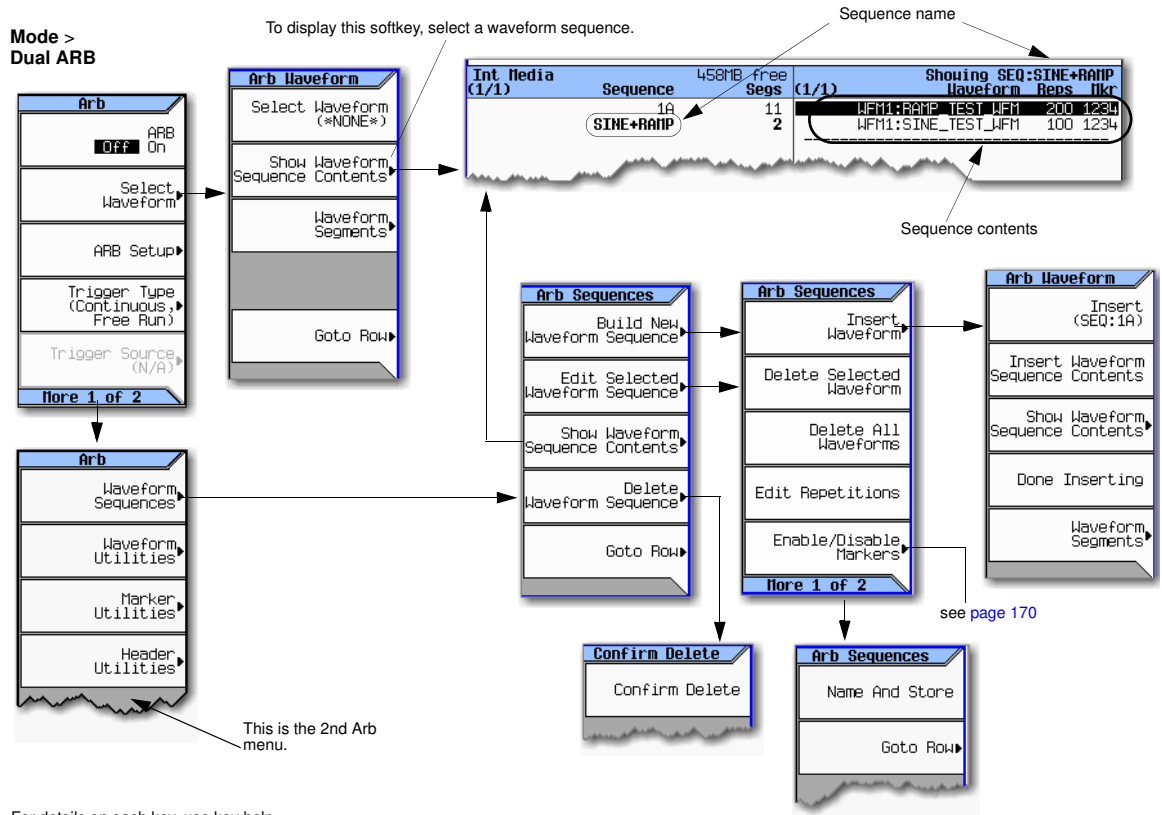 Mode >
Dual ARB
To display this softkey, select a waveform sequence.
Sequence name
Arb
ARB
Off On
Select
Waveform
ARB Setup
Trigger Type
(Continuous,
Free Run)
Trigger Source
(N/A)
More 1 of 2
Arb Waveform
Select Waveform
(*NONE*)
Show Waveform
Sequence Contents
Waveform
Segments
Goto Row
Int Media 458MB free
(1/1) Sequence Segs
1A 11
SINE+RAMP 2
Showing SEQ:SINE+RAMP
(1/1) Waveform Reps Mkr
WFM1:RAMP_TEST_WFM 200 1234
WFM1:SINE_TEST_WFM 100 1234
Sequence contents
Arb
Waveform
Sequences
Waveform
Utilities
Marker
Utilities
Header
Utilities
This is the 2nd Arb
menu.
Arb Sequences
Build New
Waveform Sequence
Edit Selected
Waveform Sequence
Show Waveform
Sequence Contents
Delete
Waveform Sequence
Goto Row
Arb Sequences
Insert
Waveform
Delete Selected
Waveform
Delete All
Waveforms
Edit Repetitions
Enable/Disable
Markers
More 1 of 2
see page 170
Arb Waveform
Insert
(SEQ:1A)
Insert Waveform
Sequence Contents
Show Waveform
Sequence Contents
Done Inserting
Waveform
Segments
Confirm Delete
Confirm Delete
Arb Sequences
Name And Store
Goto Row
For details on each key, use key help